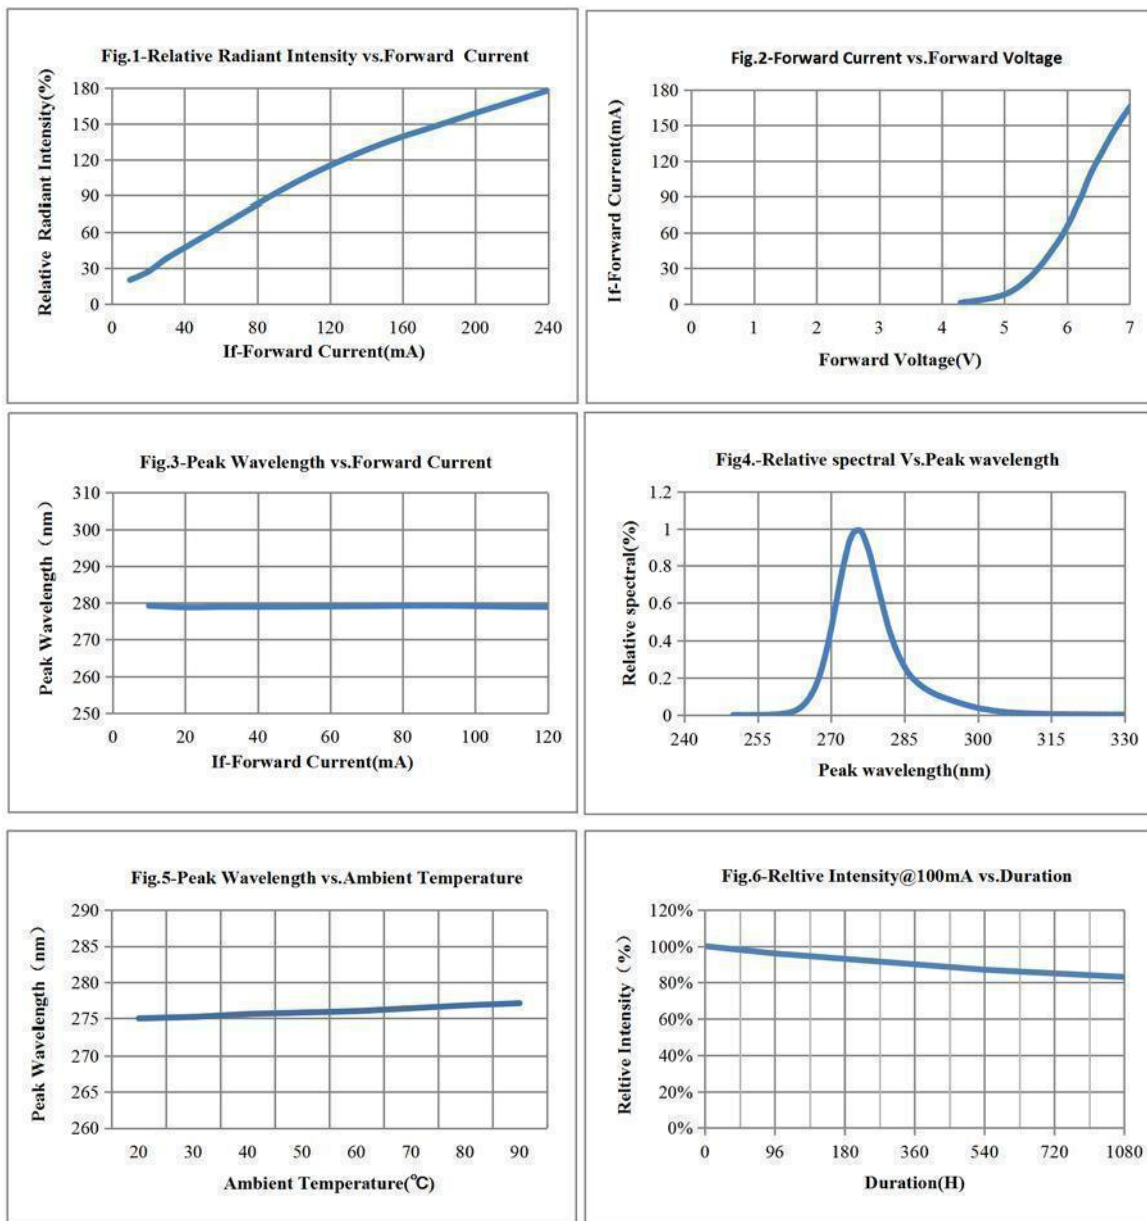 Fig.1-Relative Radiant Intensity vs.Forward Current
Relative Radiant Intensity(%)
180
150
120
90
60
30
0
0 40 80 120 160 200 240
If-Forward Current(mA)
Fig.2-Forward Current vs.Forward Voltage
If-Forward Current(mA)
180
150
120
90
60
30
0
0 1 2 3 4 5 6 7
Forward Voltage(V)
Fig.3-Peak Wavelength vs.Forward Current
Peak Wavelength（nm）
310
300
290
280
270
260
250
0 20 40 60 80 100 120
If-Forward Current(mA)
Fig4.-Relative spectral Vs.Peak wavelength
Relative spectral(%)
1.2
1
0.8
0.6
0.4
0.2
0
240 255 270 285 300 315 330
Peak wavelength(nm)
Fig.5-Peak Wavelength vs.Ambient Temperature
Peak Wavelength（nm）
290
285
280
275
270
265
260
20 30 40 50 60 70 80 90
Ambient Temperature(℃)
Fig.6-Reltive Intensity@100mA vs.Duration
Reltive Intensity（%）
120%
100%
80%
60%
40%
20%
0%
0 96 180 360 540 720 1080
Duration(H)